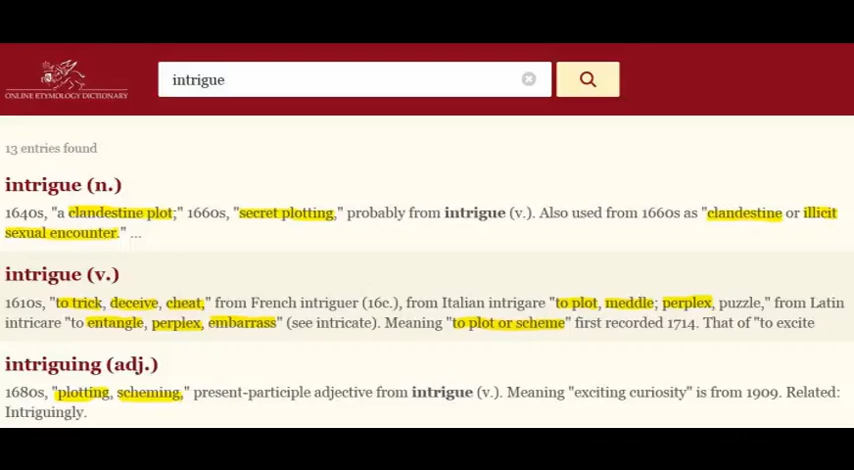 ONLINE ETYMOLOGY DICTIONARY
intrigue
13 entries found
intrigue (n.)
1640s, "a clandestine plot;" 1660s, "secret plotting," probably from intrigue (v.). Also used from 1660s as "clandestine or illicit
sexual encounter." ...
intrigue (v.)
1610s, "to trick, deceive, cheat," from French intriguer (16c.), from Italian intrigare "to plot, meddle; perplex, puzzle," from Latin
intricare "to entangle, perplex, embarrass" (see intricate). Meaning "to plot or scheme" first recorded 1714. That of "to excite
intriguing (adj.)
1680s, "plotting, scheming," present-participle adjective from intrigue (v.). Meaning "exciting curiosity" is from 1909. Related:
Intriguingly.